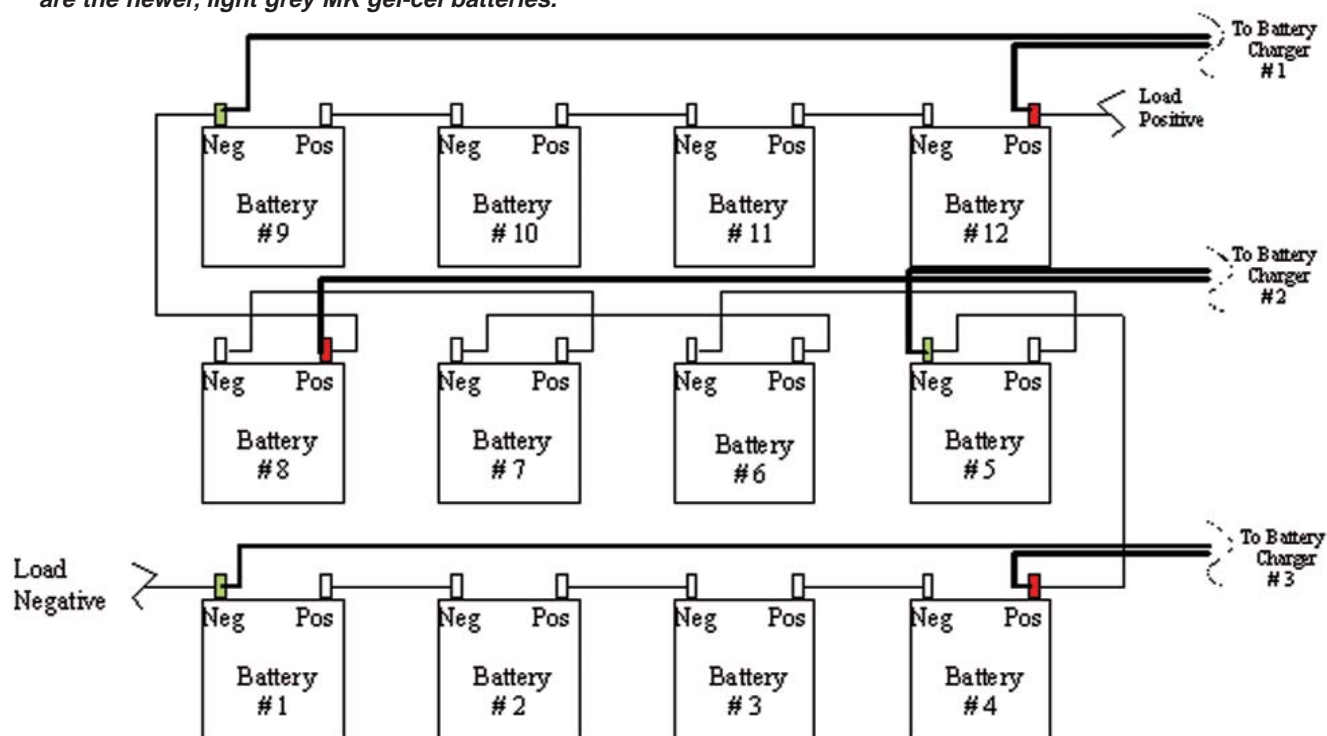 are the newer, light grey MK gel-cel batteries.
To Battery
Charger
#1
Load
Positive
Neg Pos
Neg Pos
Neg Pos
Neg Pos
Battery
#9
Battery
#10
Battery
#11
Battery
#12
To Battery
Charger
#2
Neg Pos
Neg Pos
Neg Pos
Neg Pos
Battery
#8
Battery
#7
Battery
#6
Battery
#5
To Battery
Charger
#3
Load
Negative
Neg Pos
Neg Pos
Neg Pos
Neg Pos
Battery
#1
Battery
#2
Battery
#3
Battery
#4